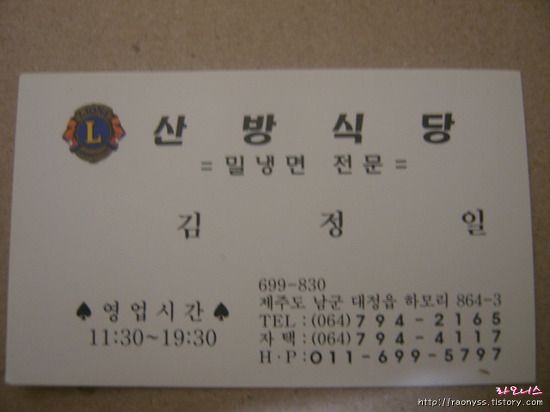 LIONS
L
산 방 식 당
= 밀냉면 전문 =
김 정 일
699-830
제주도 남군 대정읍 하모리 864-3
TEL : (064) 794-2165
자 택 : (064) 794-4117
H·P : 011-699-5797
♠ 영업시간 ♠
11:30~19:30
라오니스
http://raonyss.tistory.com